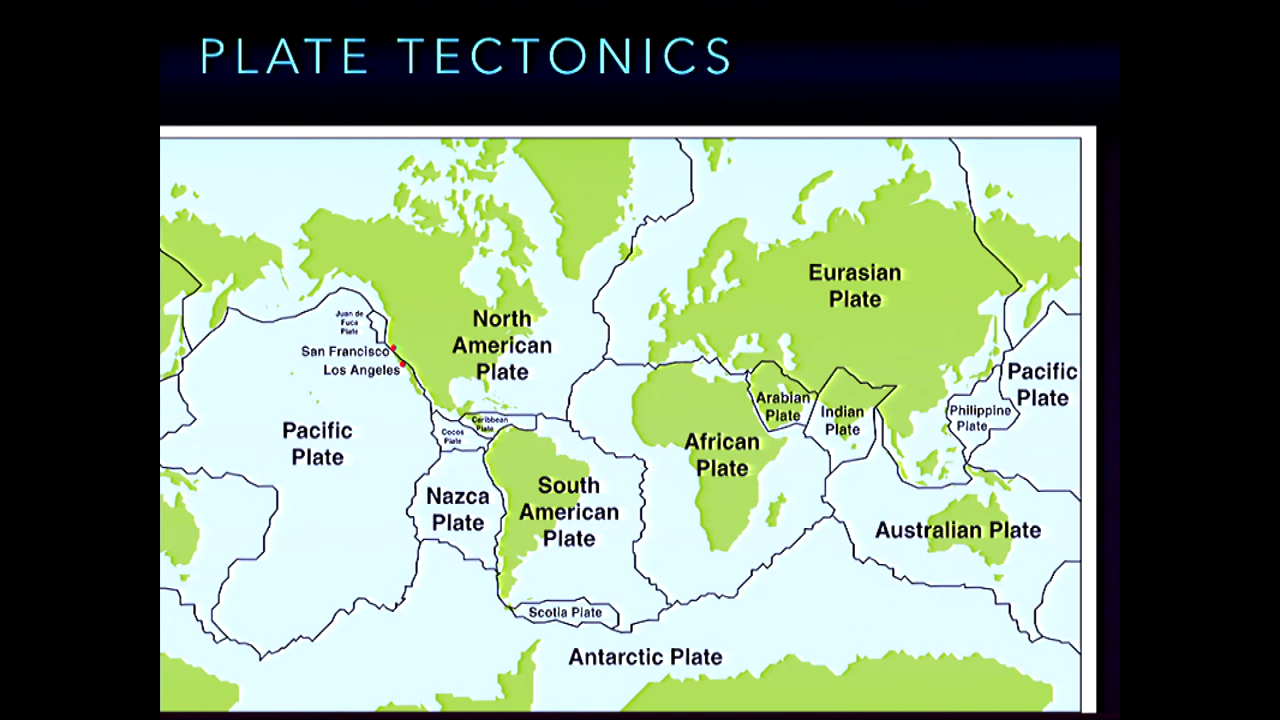 PLATE TECTONICS
Eurasian
Plate
Juan de
Fuca
Plate
North
American
Plate
San Francisco
Los Angeles
Pacific
Plate
Cocos
Plate
Caribbean
Plate
Arabian
Plate
Indian
Plate
Philippine
Plate
Pacific
Plate
African
Plate
Nazca
Plate
South
American
Plate
Australian Plate
Scotia Plate
Antarctic Plate